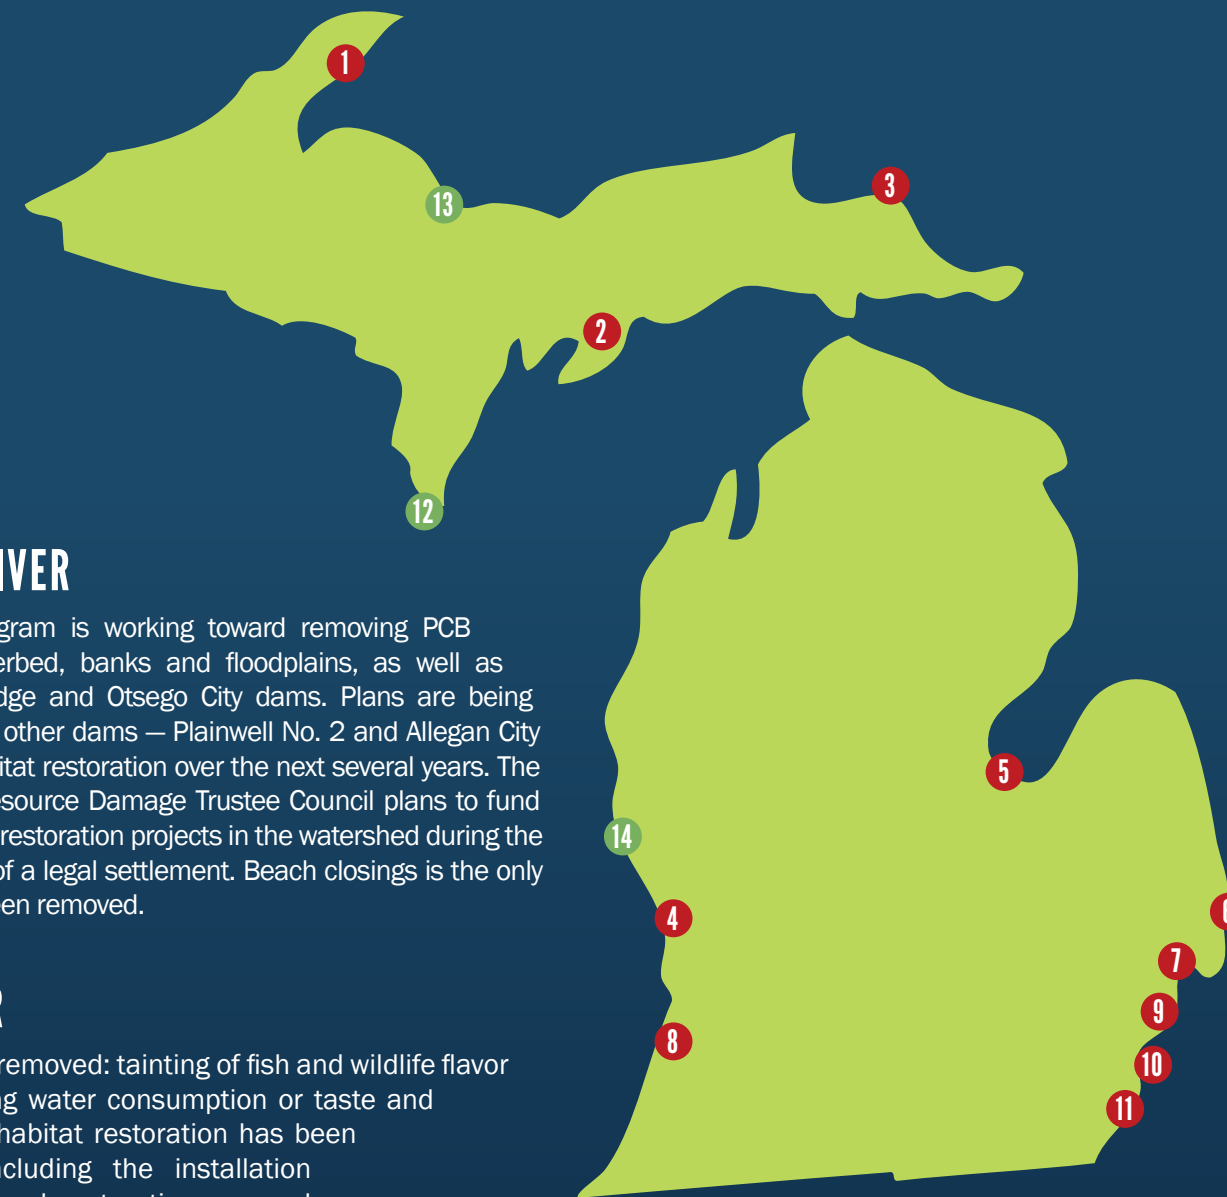 1
13
3
2
12
IVER
gram is working toward removing PCB
erbed, banks and floodplains, as well as
dge and Otsego City dams. Plans are being
other dams — Plainwell No. 2 and Allegan City
itat restoration over the next several years. The
esource Damage Trustee Council plans to fund
restoration projects in the watershed during the
of a legal settlement. Beach closings is the only
en removed.
5
14
4
6
7
9
8
10
11
R
removed: tainting of fish and wildlife flavor
ng water consumption or taste and
habitat restoration has been
cluding the installation